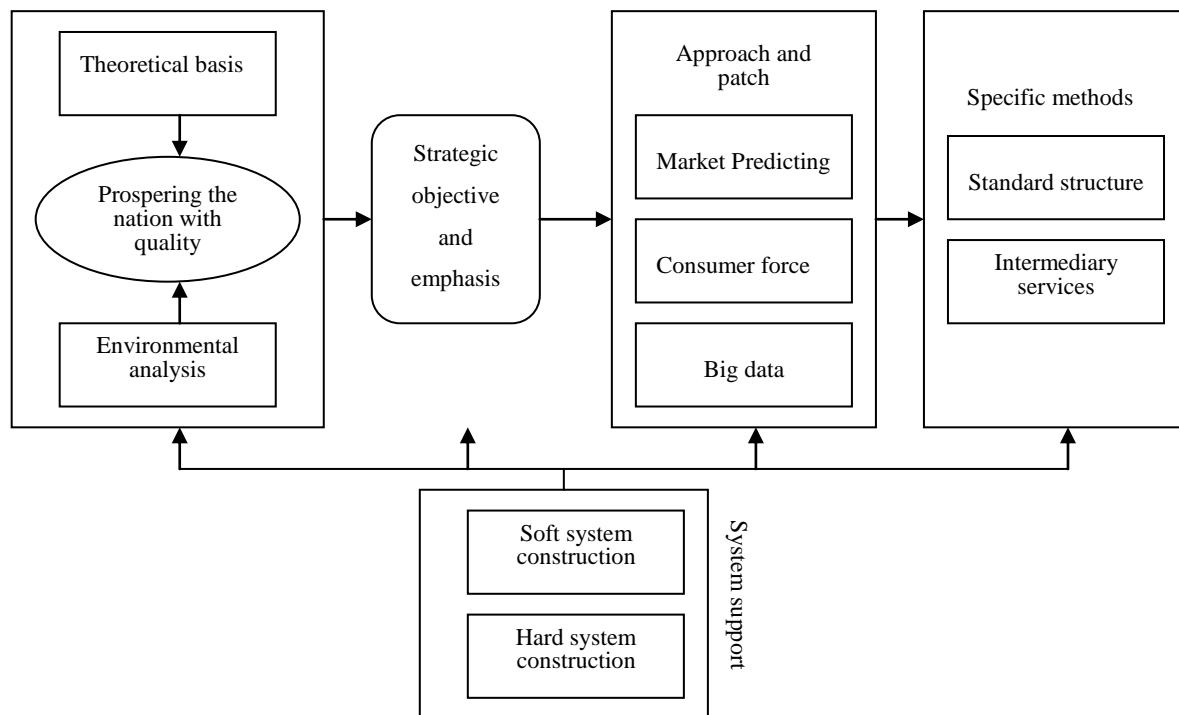 Theoretical basis
Prospering the
nation with
quality
Environmental
analysis
Strategic
objective
and
emphasis
Approach and
patch
Market Predicting
Consumer force
Big data
Specific methods
Standard structure
Intermediary
services
Soft system
construction
Hard system
construction
System support